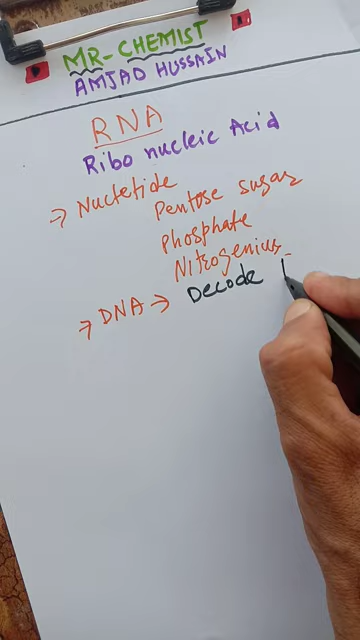 MR-CHEMIST
AMJAD HUSSAIN
RNA
Ribo nucleic Acid
→ Nucletide
Pentose sugar
Phosphate
Nitrogenius
→ DNA → Decode